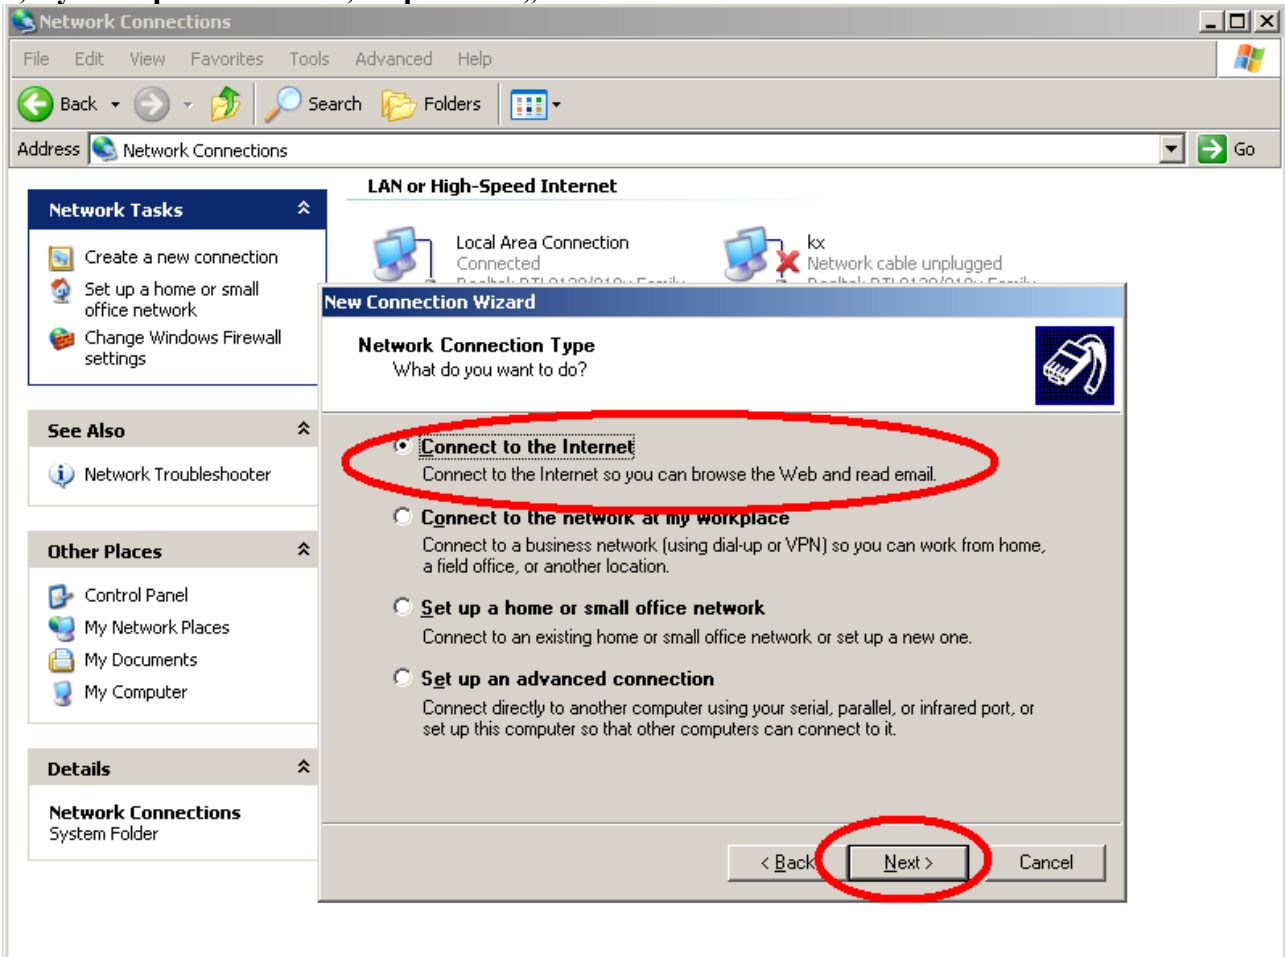 Network Connections
File Edit View Favorites Tools Advanced Help
Back Search Folders
Address Network Connections Go
Network Tasks
Create a new connection
Set up a home or small
office network
Change Windows Firewall
settings
See Also
Network Troubleshooter
Other Places
Control Panel
My Network Places
My Documents
My Computer
Details
Network Connections
System Folder
LAN or High-Speed Internet
Local Area Connection
Connected
kx
Network cable unplugged
New Connection Wizard
Network Connection Type
What do you want to do?
Connect to the Internet
Connect to the Internet so you can browse the Web and read email.
Connect to the network at my workplace
Connect to a business network (using dial-up or VPN) so you can work from home,
a field office, or another location.
Set up a home or small office network
Connect to an existing home or small office network or set up a new one.
Set up an advanced connection
Connect directly to another computer using your serial, parallel, or infrared port, or
set up this computer so that other computers can connect to it.
< Back Next > Cancel